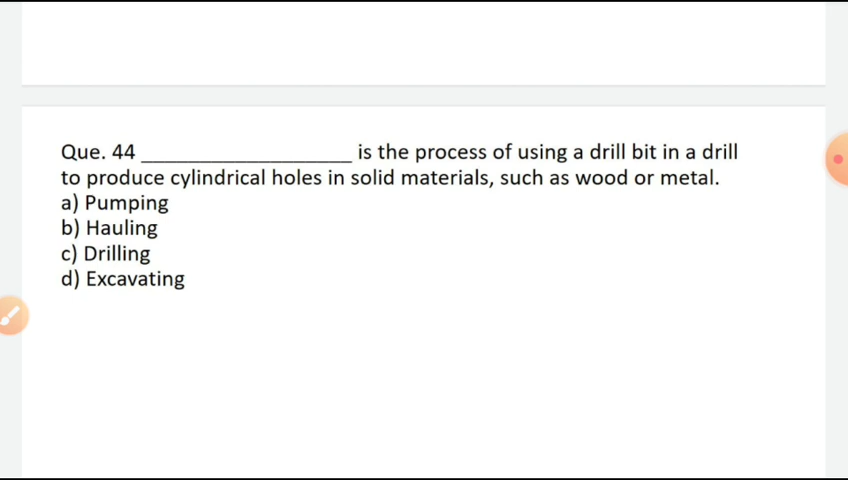 Que. 44 ____________________ is the process of using a drill bit in a drill
to produce cylindrical holes in solid materials, such as wood or metal.
a) Pumping
b) Hauling
c) Drilling
d) Excavating